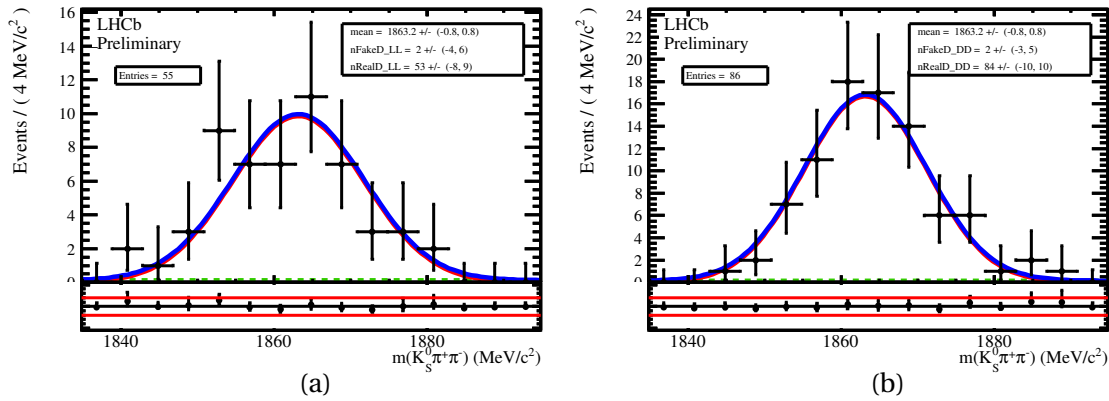 LHCb
Preliminary
mean = 1863.2 +/- (-0.8, 0.8)
nFakeD_LL = 2 +/- (-4, 6)
nRealD_LL = 53 +/- (-8, 9)
Entries = 55
Events / ( 4 MeV/c² )
16
14
12
10
8
6
4
2
0
1840
1860
1880
m(K_S^0 π⁺π⁻) (MeV/c²)
(a)
LHCb
Preliminary
mean = 1863.2 +/- (-0.8, 0.8)
nFakeD_DD = 2 +/- (-3, 5)
nRealD_DD = 84 +/- (-10, 10)
Entries = 86
Events / ( 4 MeV/c² )
24
22
20
18
16
14
12
10
8
6
4
2
0
1840
1860
1880
m(K_S^0 π⁺π⁻) (MeV/c²)
(b)